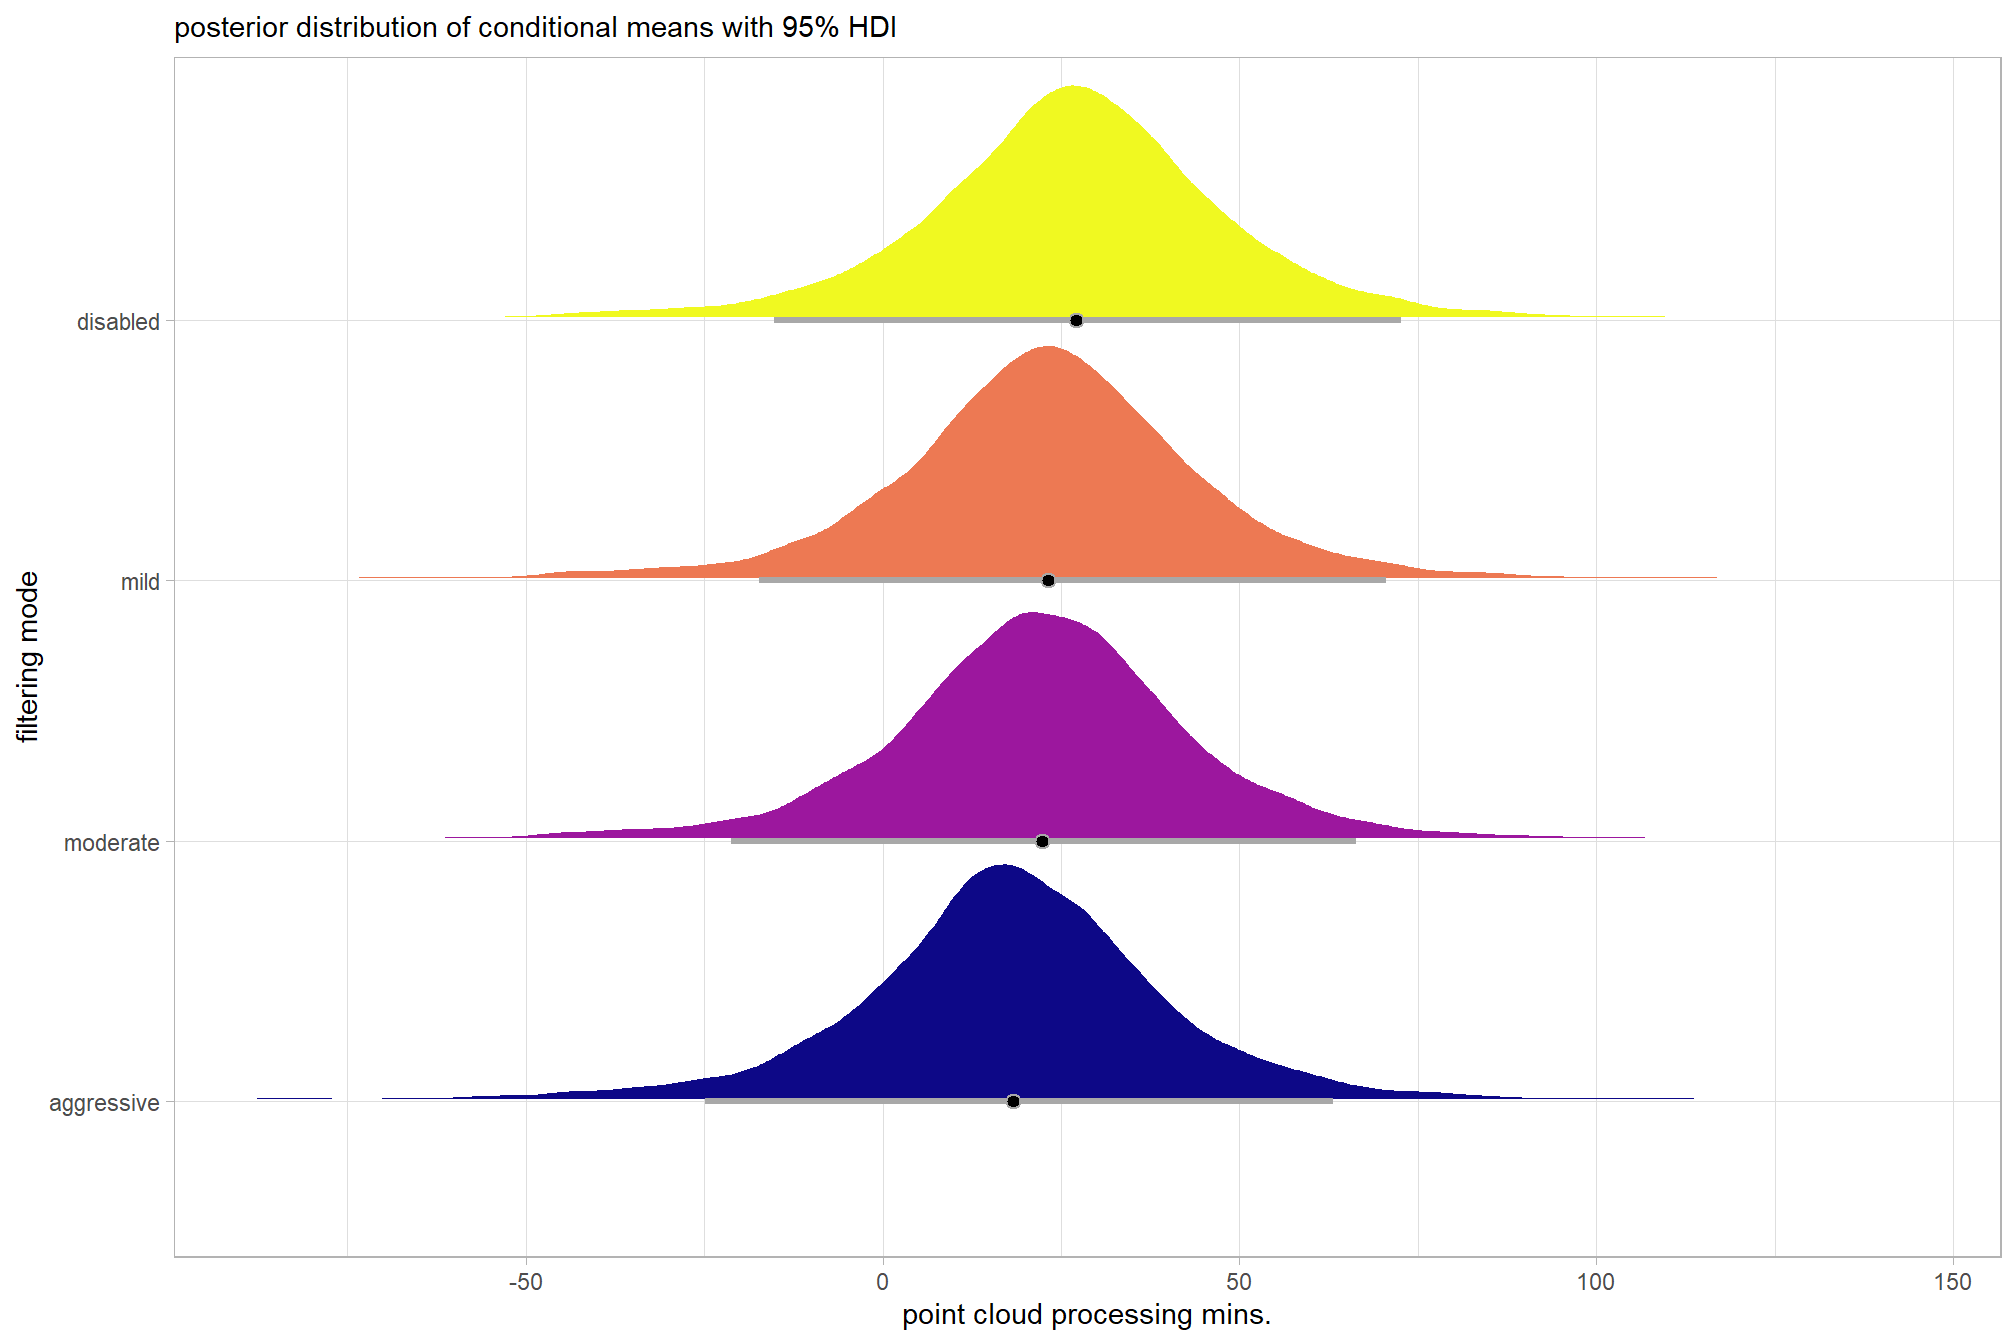 posterior distribution of conditional means with 95% HDI
filtering mode
disabled
mild
moderate
aggressive
-50 0 50 100 150
point cloud processing mins.